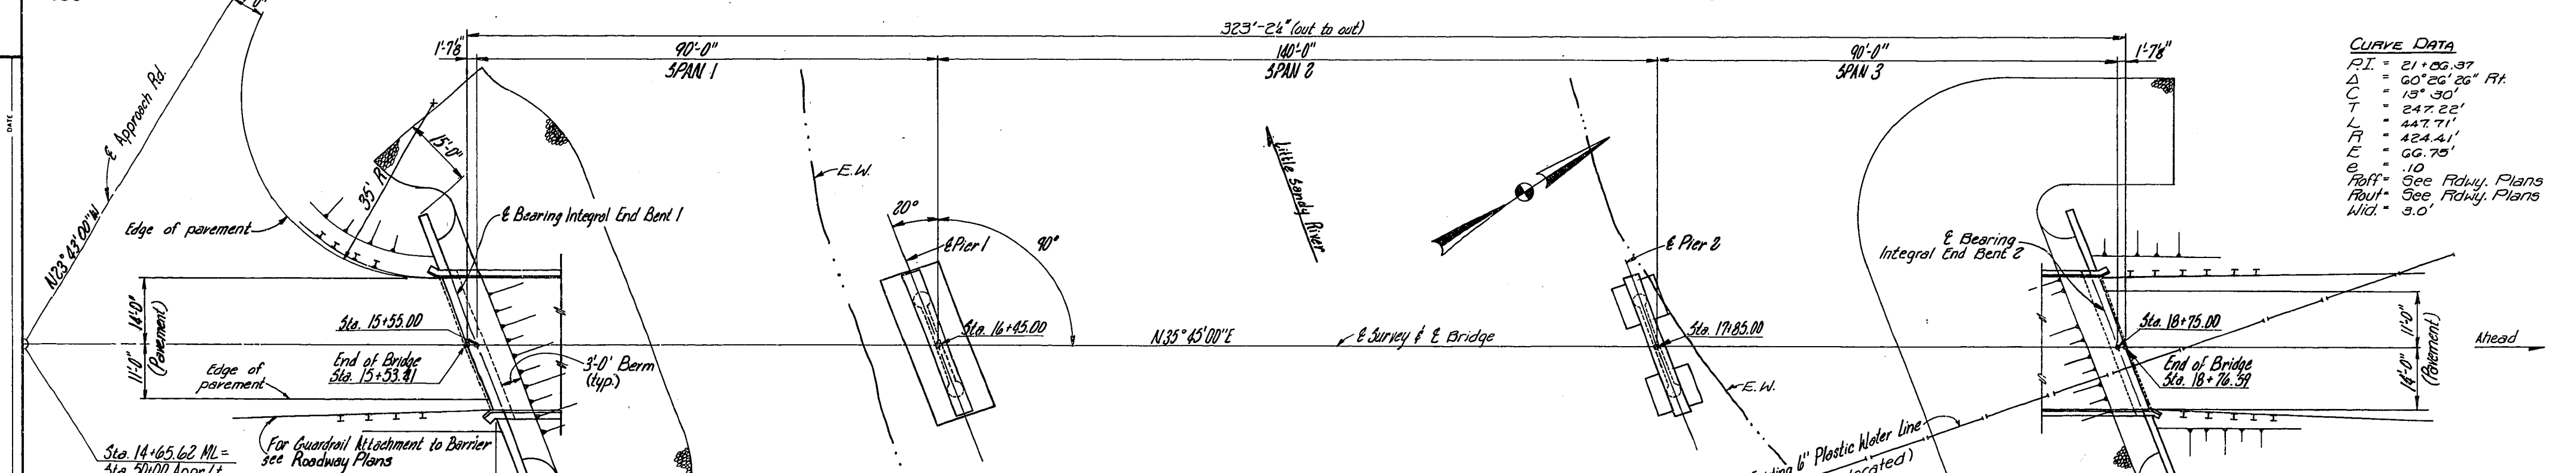 323'-2¼" (out to out)
1'-7⅛"
90'-0"
140'-0"
90'-0"
1'-7⅛"
SPAN 1
SPAN 2
SPAN 3
CURVE DATA
P.I. = 21+86.37
Δ = 60°26'26" Rt.
C = 13° 30'
T = 247.22'
L = 447.71'
R = 424.41'
E = 66.75'
e = .10
Roff = See Rdwy. Plans
Rout = See Rdwy. Plans
Wid. = 3.0'
DATE
℄ Approach Rd.
N23°43'00"W
15'-0"
35' R
Edge of pavement
℄ Bearing Integral End Bent 1
E.W.
20°
90°
℄ Pier 1
Little Sandy River
℄ Pier 2
℄ Bearing
Integral End Bent 2
14'-0"
11'-0"
(Pavement)
Sta. 15+55.00
End of Bridge
Sta. 15+53.41
Edge of
pavement
3'-0" Berm
(typ.)
Sta. 16+45.00
N35°45'00"E
℄ Survey & ℄ Bridge
Sta. 17+85.00
E.W.
Sta. 18+75.00
End of Bridge
Sta. 18+76.59
11'-0"
14'-0"
(Pavement)
Ahead
Sta. 14+65.62 ML=
Sta. 50+00 Appr. Lt.
For Guardrail Attachment to Barrier
see Roadway Plans
6" Plastic Water Line